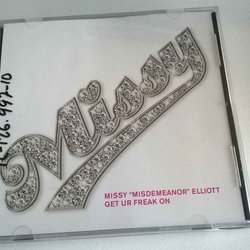 Missy
MISSY "MISDEMEANOR" ELLIOTT
GET UR FREAK ON